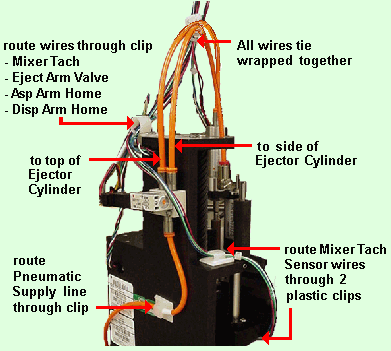 route wires through clip
- Mixer Tach
- Eject Arm Valve
- Asp Arm Home
- Disp Arm Home
All wires tie
wrapped together
to top of
Ejector
Cylinder
to side of
Ejector Cylinder
route
Pneumatic
Supply line
through clip
route Mixer Tach
Sensor wires
through 2
plastic clips